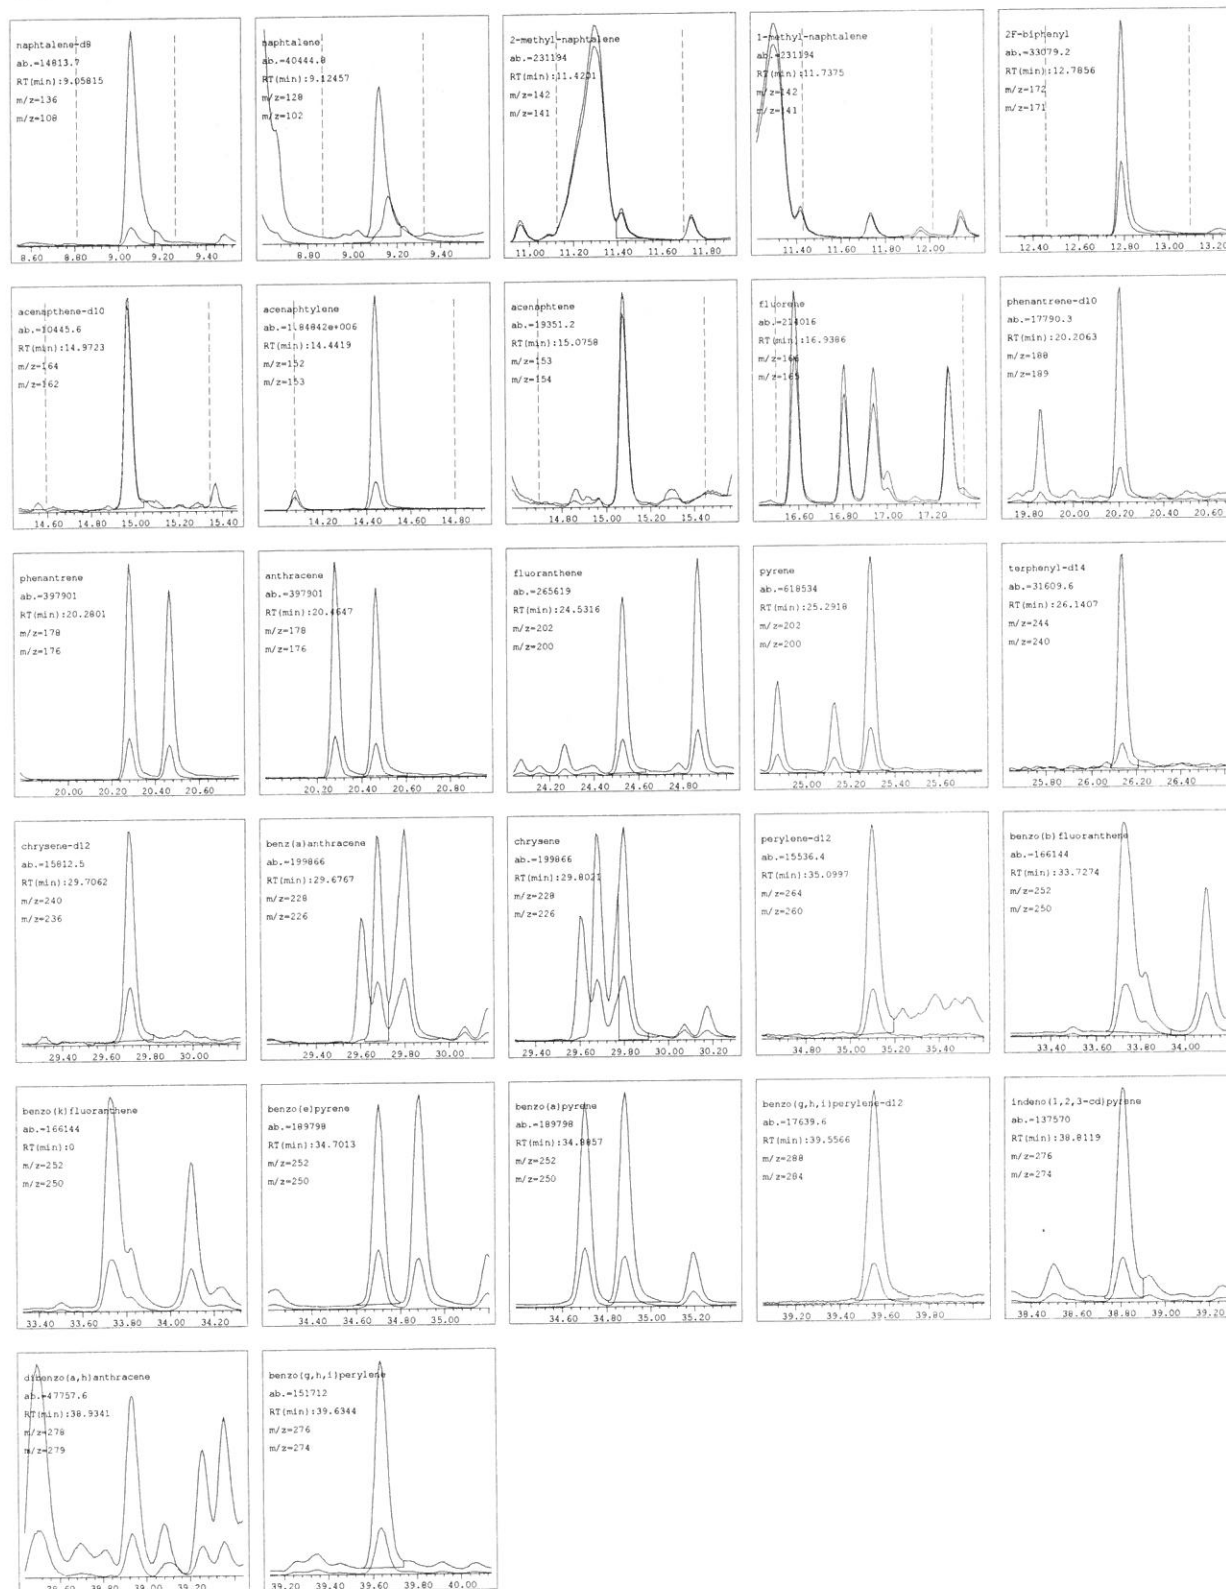 naphtalene-d8
ab.=14813.7
RT(min):9.05815
m/z=136
m/z=108
8.60 8.80 9.00 9.20 9.40
naphtalene
ab.=40444.8
RT(min):9.12457
m/z=128
m/z=102
8.80 9.00 9.20 9.40
2-methyl-naphtalene
ab.=231194
RT(min):11.4201
m/z=142
m/z=141
11.00 11.20 11.40 11.60 11.80
1-methyl-naphtalene
ab.=231194
RT(min):11.7375
m/z=142
m/z=141
11.40 11.60 11.80 12.00
2F-biphenyl
ab.=33079.2
RT(min):12.7856
m/z=172
m/z=171
12.40 12.60 12.80 13.00 13.20
acenapthene-d10
ab.=10445.6
RT(min):14.9723
m/z=164
m/z=162
14.60 14.80 15.00 15.20 15.40
acenaphtylene
ab.=1.84842e+006
RT(min):14.4419
m/z=152
m/z=153
14.20 14.40 14.60 14.80
acenaphtene
ab.=19351.2
RT(min):15.0758
m/z=153
m/z=154
14.80 15.00 15.20 15.40
fluorene
ab.=214016
RT(min):16.9386
m/z=166
m/z=165
16.60 16.80 17.00 17.20
phenantrene-d10
ab.=17790.3
RT(min):20.2063
m/z=188
m/z=189
19.80 20.00 20.20 20.40 20.60
phenantrene
ab.=397901
RT(min):20.2801
m/z=178
m/z=176
20.00 20.20 20.40 20.60
anthracene
ab.=397901
RT(min):20.4647
m/z=178
m/z=176
20.20 20.40 20.60 20.80
fluoranthene
ab.=265619
RT(min):24.5316
m/z=202
m/z=200
24.20 24.40 24.60 24.80
pyrene
ab.=618534
RT(min):25.2918
m/z=202
m/z=200
25.00 25.20 25.40 25.60
terphenyl-d14
ab.=31609.6
RT(min):26.1407
m/z=244
m/z=240
25.80 26.00 26.20 26.40
chrysene-d12
ab.=15812.5
RT(min):29.7062
m/z=240
m/z=236
29.40 29.60 29.80 30.00
benz(a)anthracene
ab.=199866
RT(min):29.6767
m/z=228
m/z=226
29.40 29.60 29.80 30.00
chrysene
ab.=199866
RT(min):29.8021
m/z=228
m/z=226
29.40 29.60 29.80 30.00 30.20
perylene-d12
ab.=15536.4
RT(min):35.0997
m/z=264
m/z=260
34.80 35.00 35.20 35.40
benzo(b)fluoranthene
ab.=166144
RT(min):33.7274
m/z=252
m/z=250
33.40 33.60 33.80 34.00
benzo(k)fluoranthene
ab.=166144
RT(min):0
m/z=252
m/z=250
33.40 33.60 33.80 34.00 34.20
benzo(e)pyrene
ab.=189798
RT(min):34.7013
m/z=252
m/z=250
34.40 34.60 34.80 35.00
benzo(a)pyrene
ab.=189798
RT(min):34.8857
m/z=252
m/z=250
34.60 34.80 35.00 35.20
benzo(g,h,i)perylene-d12
ab.=17639.6
RT(min):39.5566
m/z=288
m/z=284
39.20 39.40 39.60 39.80
indeno(1,2,3-cd)pyrene
ab.=137570
RT(min):38.8119
m/z=276
m/z=274
38.40 38.60 38.80 39.00 39.20
dibenzo(a,h)anthracene
ab.=47757.6
RT(min):38.9341
m/z=278
m/z=279
38.80 39.00 39.20
benzo(g,h,i)perylene
ab.=151712
RT(min):39.6344
m/z=276
m/z=274
39.20 39.40 39.60 39.80 40.00